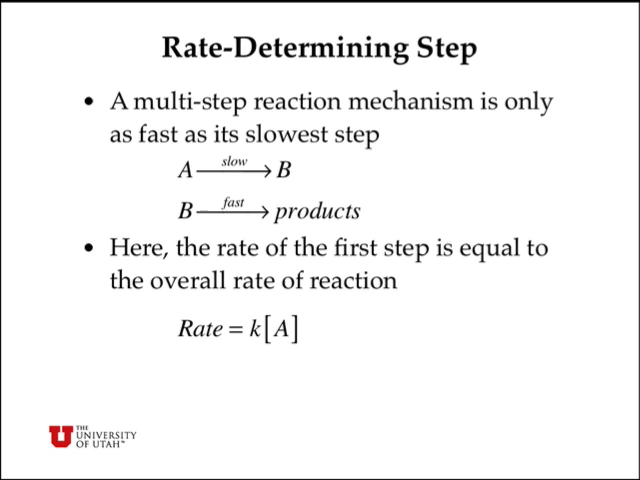 Rate-Determining Step
• A multi-step reaction mechanism is only
as fast as its slowest step
A slow→ B
B fast→ products
• Here, the rate of the first step is equal to
the overall rate of reaction
Rate = k[A]
U THE UNIVERSITY OF UTAH™